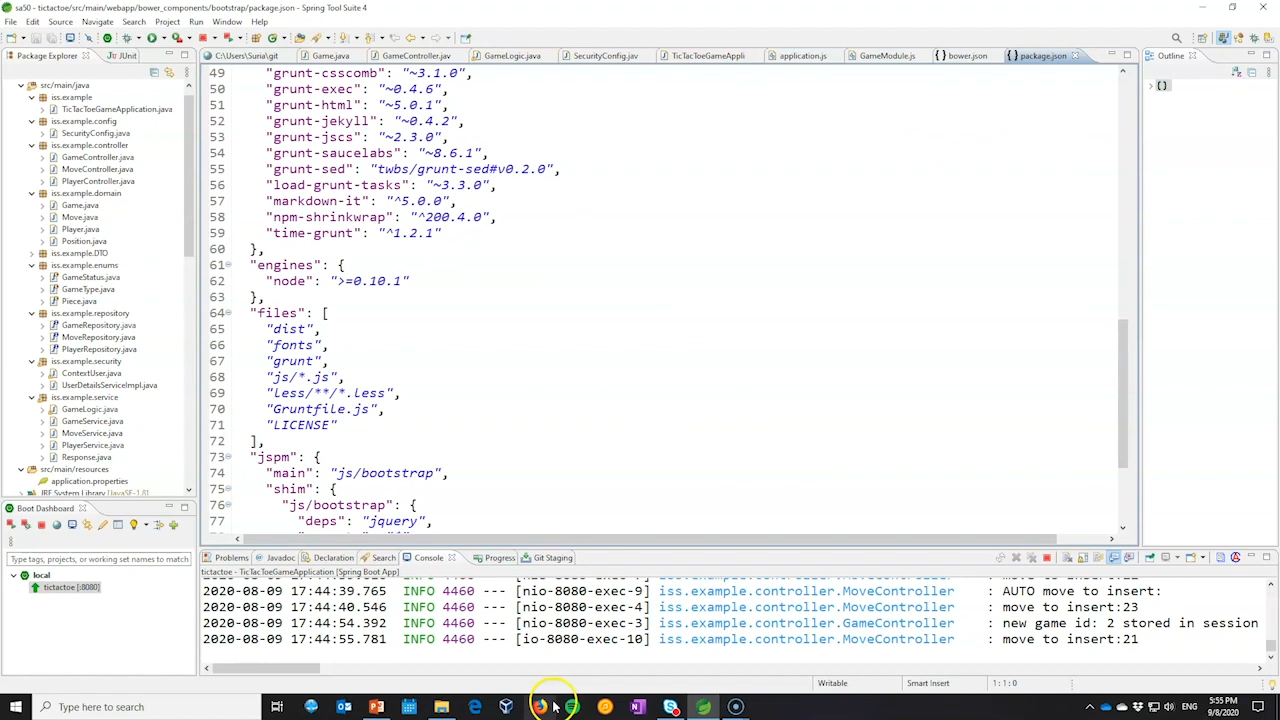 sa50 - tictactoe/src/main/webapp/bower_components/bootstrap/package.json - Spring Tool Suite 4
File Edit Source Navigate Search Project Run Window Help
Package Explorer JUnit
C:\Users\Suria\git Game.java GameController.jav GameLogic.java SecurityConfig.jav TicTacToeGameAppli application.js GameModule.js bower.json package.json
Outline
src/main/java
iss.example
TicTacToeGameApplication.java
iss.example.config
SecurityConfig.java
iss.example.controller
GameController.java
MoveController.java
PlayerController.java
iss.example.domain
Game.java
Move.java
Player.java
Position.java
iss.example.DTO
iss.example.enums
GameStatus.java
GameType.java
Piece.java
iss.example.repository
GameRepository.java
MoveRepository.java
PlayerRepository.java
iss.example.security
ContextUser.java
UserDetailsServiceImpl.java
iss.example.service
GameLogic.java
GameService.java
MoveService.java
PlayerService.java
Response.java
src/main/resources
application.properties
JRE System Library [JavaSE-1.8]
49 "grunt-csscomb": "~3.1.0",
50 "grunt-exec": "~0.4.6",
51 "grunt-html": "~5.0.1",
52 "grunt-jekyll": "~0.4.2",
53 "grunt-jscs": "~2.3.0",
54 "grunt-saucelabs": "~8.6.1",
55 "grunt-sed": "twbs/grunt-sed#v0.2.0",
56 "load-grunt-tasks": "~3.3.0",
57 "markdown-it": "^5.0.0",
58 "npm-shrinkwrap": "^200.4.0",
59 "time-grunt": "^1.2.1"
60 },
61 "engines": {
62 "node": ">=0.10.1"
63 },
64 "files": [
65 "dist",
66 "fonts",
67 "grunt",
68 "js/*.js",
69 "less/**/*.less",
70 "Gruntfile.js",
71 "LICENSE"
72 ],
73 "jspm": {
74 "main": "js/bootstrap",
75 "shim": {
76 "js/bootstrap": {
77 "deps": "jquery",
Boot Dashboard
Type tags, projects, or working set names to match
local
tictactoe [:8080]
Problems Javadoc Declaration Search Console Progress Git Staging
tictactoe - TicTacToeGameApplication [Spring Boot App]
2020-08-09 17:44:39.765 INFO 4460 --- [nio-8080-exec-9] iss.example.controller.MoveController : AUTO move to insert:
2020-08-09 17:44:40.546 INFO 4460 --- [nio-8080-exec-4] iss.example.controller.MoveController : move to insert:23
2020-08-09 17:44:54.392 INFO 4460 --- [nio-8080-exec-3] iss.example.controller.GameController : new game id: 2 stored in session
2020-08-09 17:44:55.781 INFO 4460 --- [io-8080-exec-10] iss.example.controller.MoveController : move to insert:21
Writable Smart Insert 1 : 1 : 0
Type here to search
ENG
5:55 PM
9/8/2020